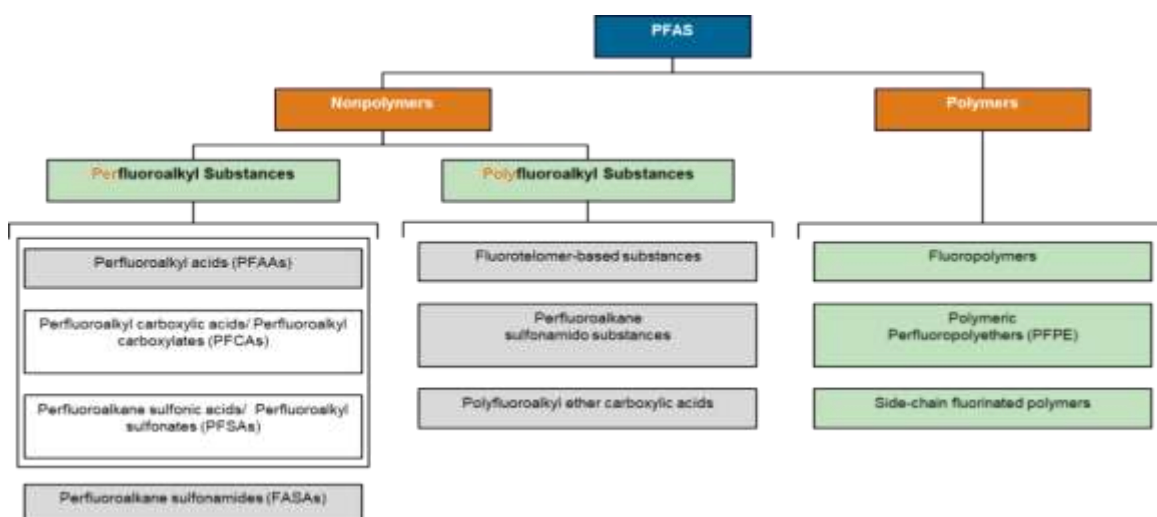 PFAS
Nonpolymers
Polymers
Perfluoroalkyl Substances
Polyfluoroalkyl Substances
Perfluoroalkyl acids (PFAAs)
Perfluoroalkyl carboxylic acids/ Perfluoroalkyl
carboxylates (PFCAs)
Perfluoroalkane sulfonic acids/ Perfluoroalkyl
sulfonates (PFSAs)
Perfluoroalkane sulfonamides (FASAs)
Fluorotelomer-based substances
Perfluoroalkane
sulfonamido substances
Polyfluoroalkyl ether carboxylic acids
Fluoropolymers
Polymeric
Perfluoropolyethers (PFPE)
Side-chain fluorinated polymers